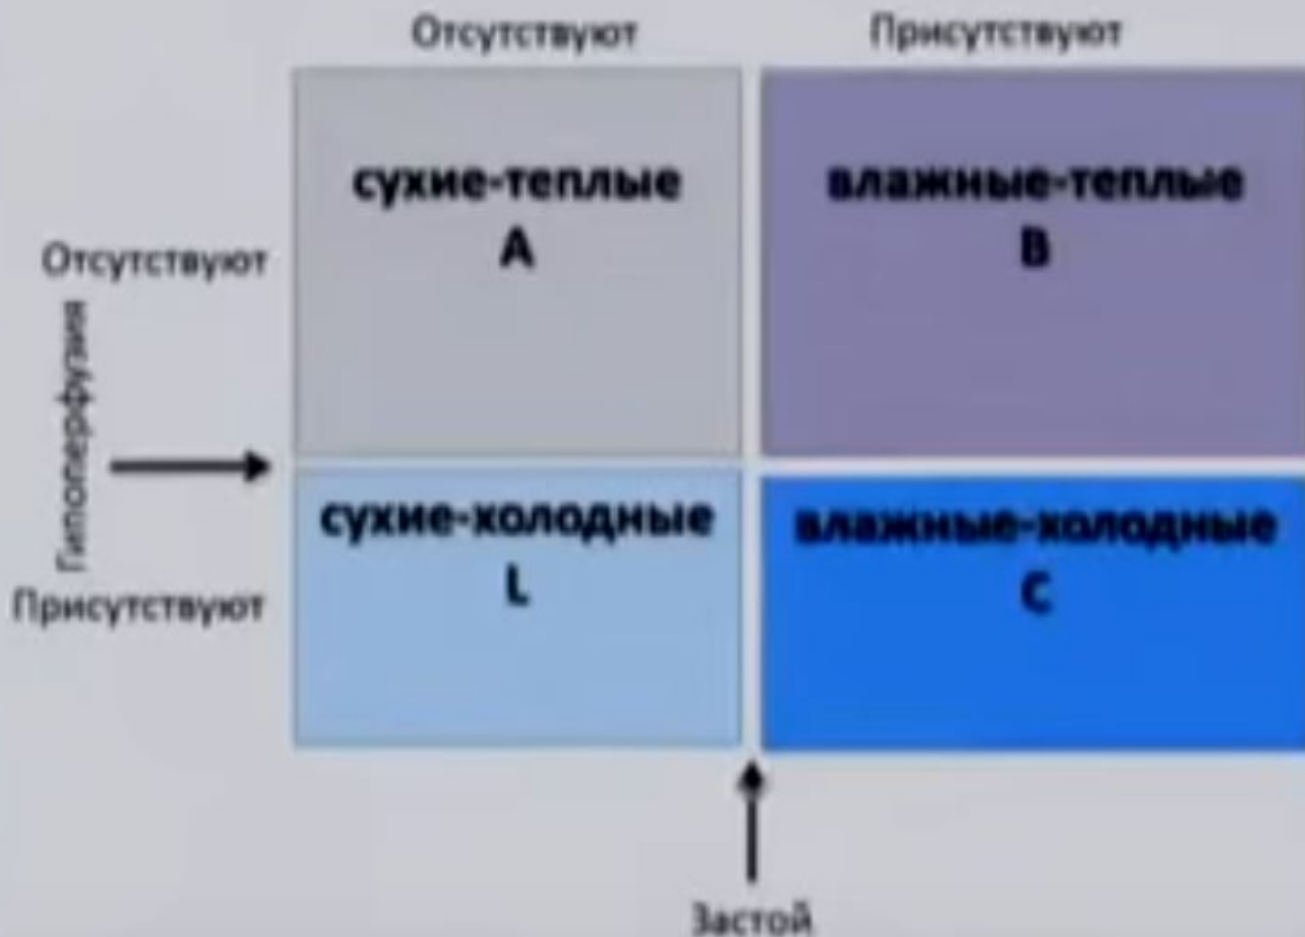 Отсутствуют Присутствуют
сухие-теплые
A
влажные-теплые
B
Отсутствуют
Гипоперфузия
Присутствуют
сухие-холодные
L
влажные-холодные
C
Застой